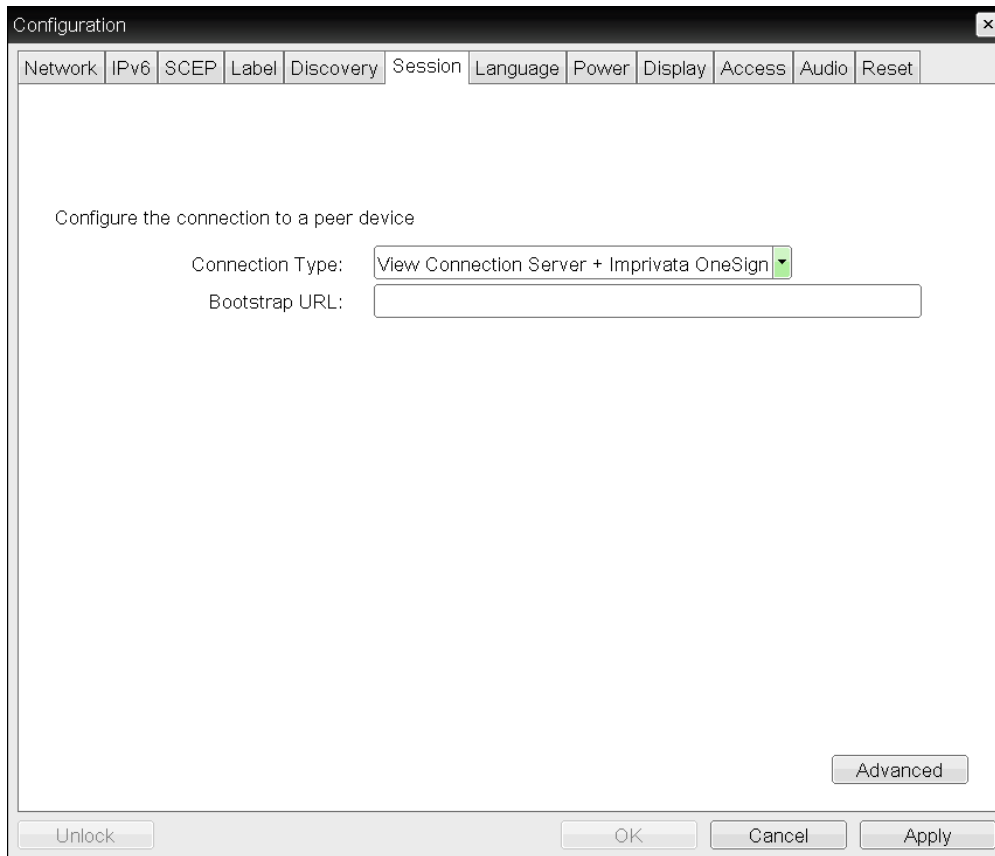 Configuration
Network IPv6 SCEP Label Discovery Session Language Power Display Access Audio Reset
Configure the connection to a peer device
Connection Type: View Connection Server + Imprivata OneSign
Bootstrap URL:
Advanced
Unlock OK Cancel Apply